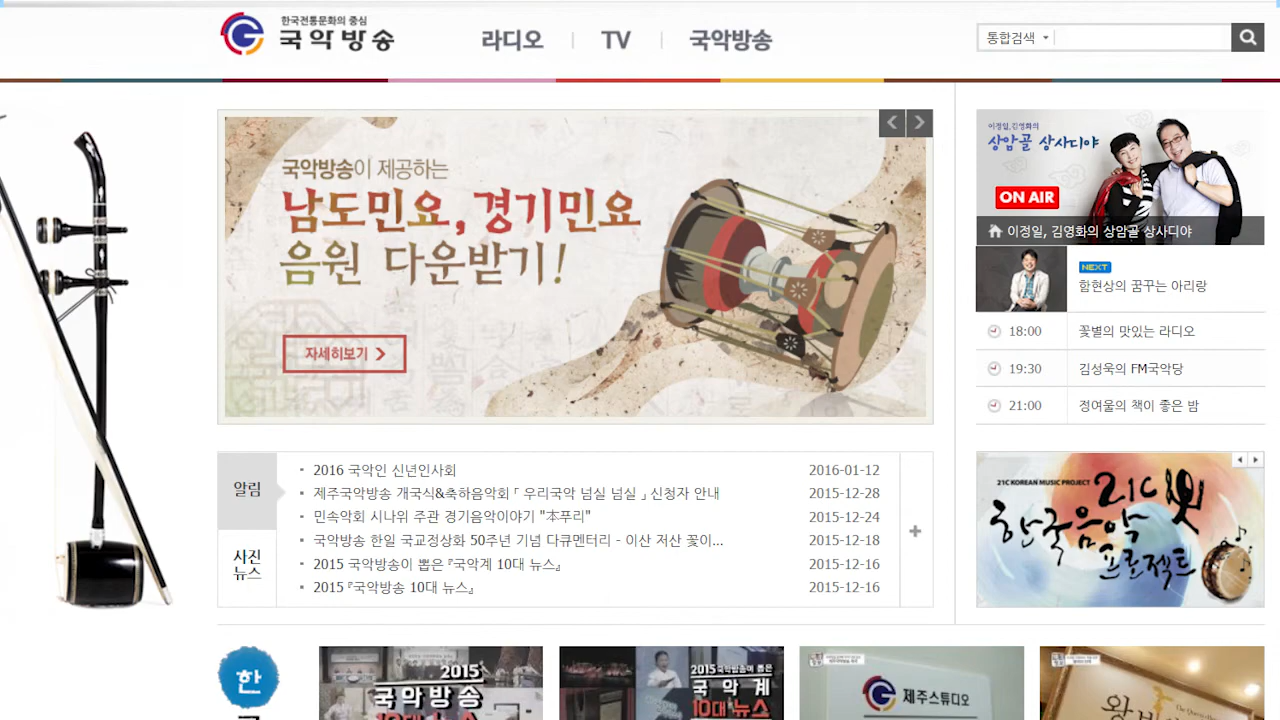 한국전통문화의 중심
국악방송
라디오
TV
국악방송
통합검색
국악방송이 제공하는
남도민요, 경기민요
음원 다운받기!
자세히보기
이정일, 김영화의
상암골 상사디야
ON AIR
이정일, 김영화의 상암골 상사디야
NEXT
함현상의 꿈꾸는 아리랑
18:00 꽃별의 맛있는 라디오
19:30 김성욱의 FM국악당
21:00 정여울의 책이 좋은 밤
알림
사진
뉴스
2016 국악인 신년인사회 2016-01-12
제주국악방송 개국식&축하음악회「 우리국악 넘실 넘실 」신청자 안내 2015-12-28
민속악회 시나위 주관 경기음악이야기 "本푸리" 2015-12-24
국악방송 한일 국교정상화 50주년 기념 다큐멘터리 - 이산 저산 꽃이... 2015-12-18
2015 국악방송이 뽑은『국악계 10대 뉴스』 2015-12-16
2015『국악방송 10대 뉴스』 2015-12-16
21C KOREAN MUSIC PROJECT
21C
한국음악
프로젝트
한
2015
국악방송
10대 뉴스
2015 국악방송이 뽑은
국악계
10대 뉴스
제주스튜디오